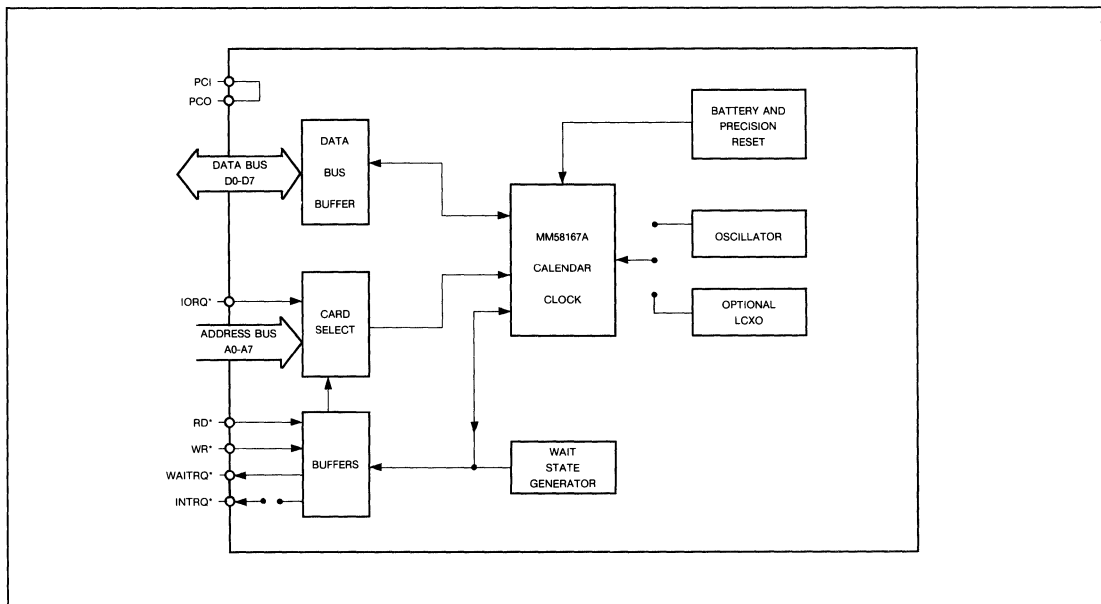 PCI
PCO
DATA BUS
D0-D7
DATA
BUS
BUFFER
BATTERY AND
PRECISION
RESET
MM58167A
CALENDAR
CLOCK
OSCILLATOR
OPTIONAL
LCXO
IORQ*
CARD
SELECT
ADDRESS BUS
A0-A7
RD*
WR*
WAITRQ*
INTRQ*
BUFFERS
WAIT
STATE
GENERATOR